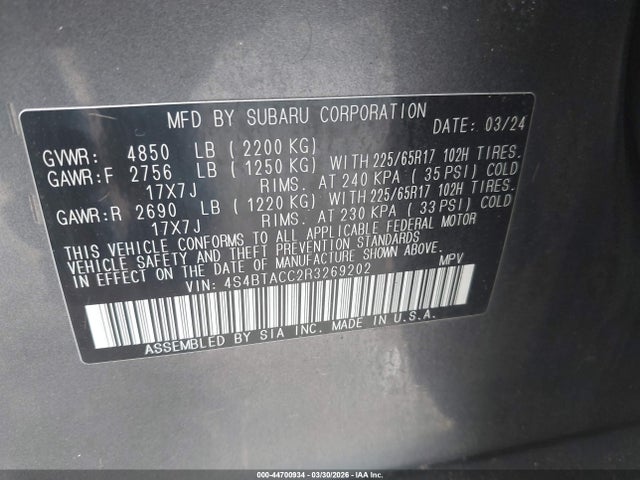 MFD BY SUBARU CORPORATION
DATE: 03/24
GVWR: 4850 LB ( 2200 KG)
GAWR:F 2756 LB ( 1250 KG) WITH 225/65R17 102H TIRES.
17X7J RIMS. AT 240 KPA ( 35 PSI) COLD
GAWR:R 2690 LB ( 1220 KG) WITH 225/65R17 102H TIRES.
17X7J RIMS. AT 230 KPA ( 33 PSI) COLD
THIS VEHICLE CONFORMS TO ALL APPLICABLE FEDERAL MOTOR
VEHICLE SAFETY AND THEFT PREVENTION STANDARDS
IN EFFECT ON THE DATE OF MANUFACTURE SHOWN ABOVE.
VIN: 4S4BTACC2R3269202 MPV
ASSEMBLED BY SIA INC. MADE IN U.S.A.
000-44700934 - 03/30/2026 - IAA Inc.